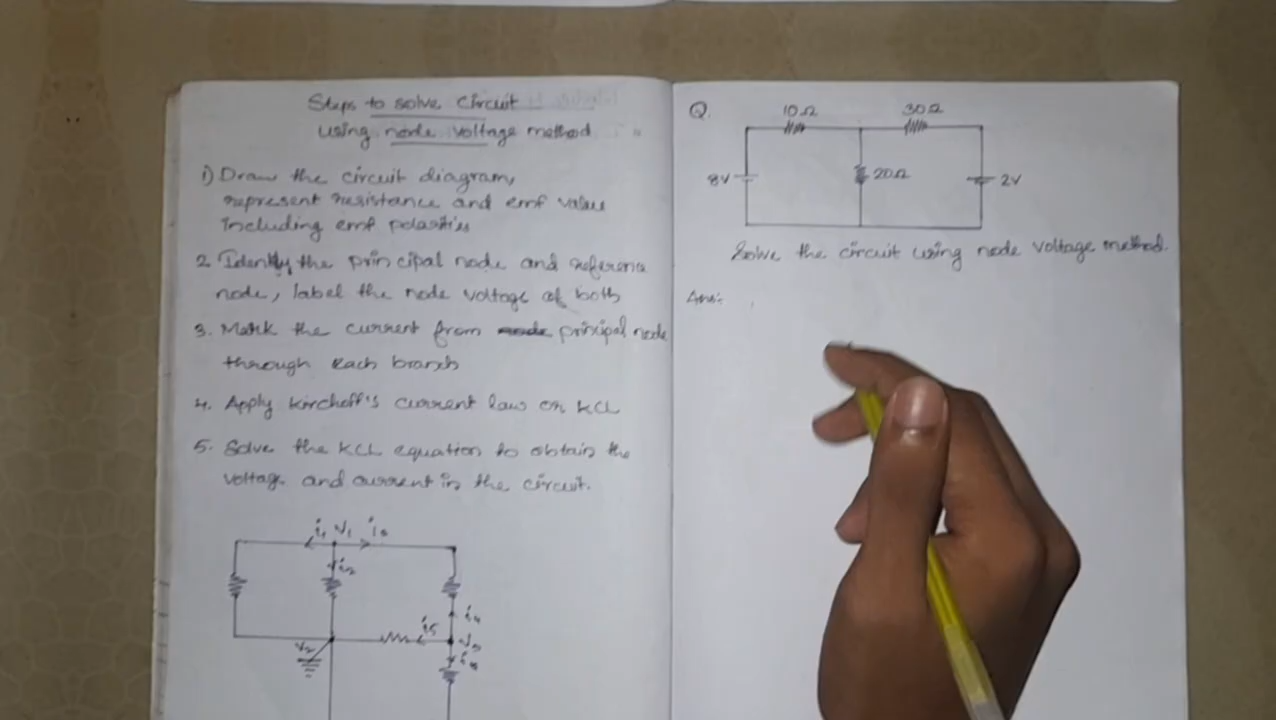 Steps to solve circuit
using node voltage method
1) Draw the circuit diagram,
represent resistance and emf value
including emf polarities
2. Identify the principal node and reference
node, label the node voltage of both
3. Mark the current from principal node
through each branch
4. Apply Kirchoff's current law or KCL
5. Solve the KCL equation to obtain the
voltage and current in the circuit.
i₁ V₁ i₃
i₂
i₄
i₅
V₂
V₃
Q.
10Ω 30Ω
8V 20Ω 2V
Solve the circuit using node voltage method.
Ans: